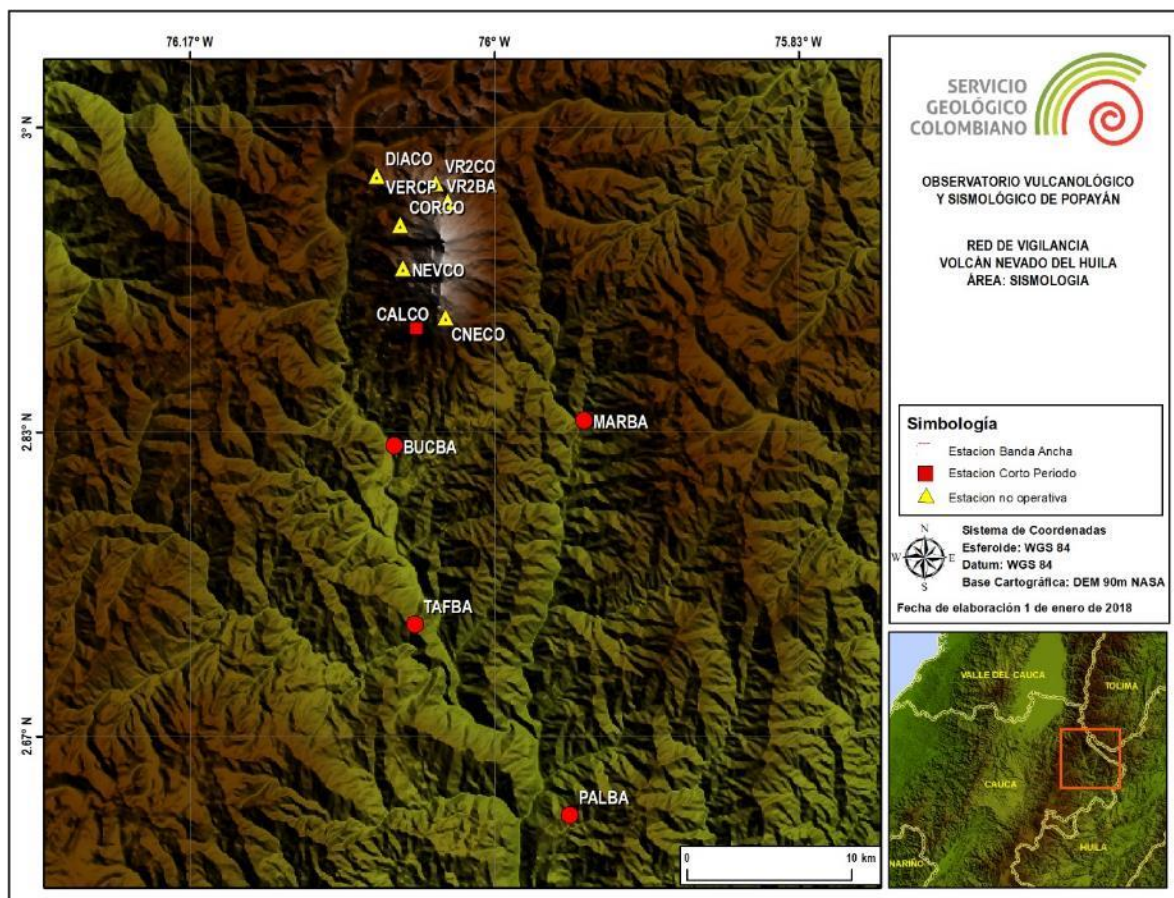 76.17° W
76° W
75.83° W
3° N
2.83° N
2.67° N
DIACO
VR2CO
VERCP
VR2BA
CORCO
NEVCO
CALCO
CNECO
MARBA
BUCBA
TAFBA
PALBA
0
10 km
SERVICIO
GEOLÓGICO
COLOMBIANO
OBSERVATORIO VULCANOLÓGICO
Y SISMOLÓGICO DE POPAYÁN
RED DE VIGILANCIA
VOLCÁN NEVADO DEL HUILA
ÁREA: SISMOLOGIA
Simbología
Estacion Banda Ancha
Estacion Corto Periodo
Estacion no operativa
N
W
E
S
Sistema de Coordenadas
Esferoide: WGS 84
Datum: WGS 84
Base Cartográfica: DEM 90m NASA
Fecha de elaboración 1 de enero de 2018
VALLE DEL CAUCA
TOLIMA
CAUCA
HUILA
NARIÑO